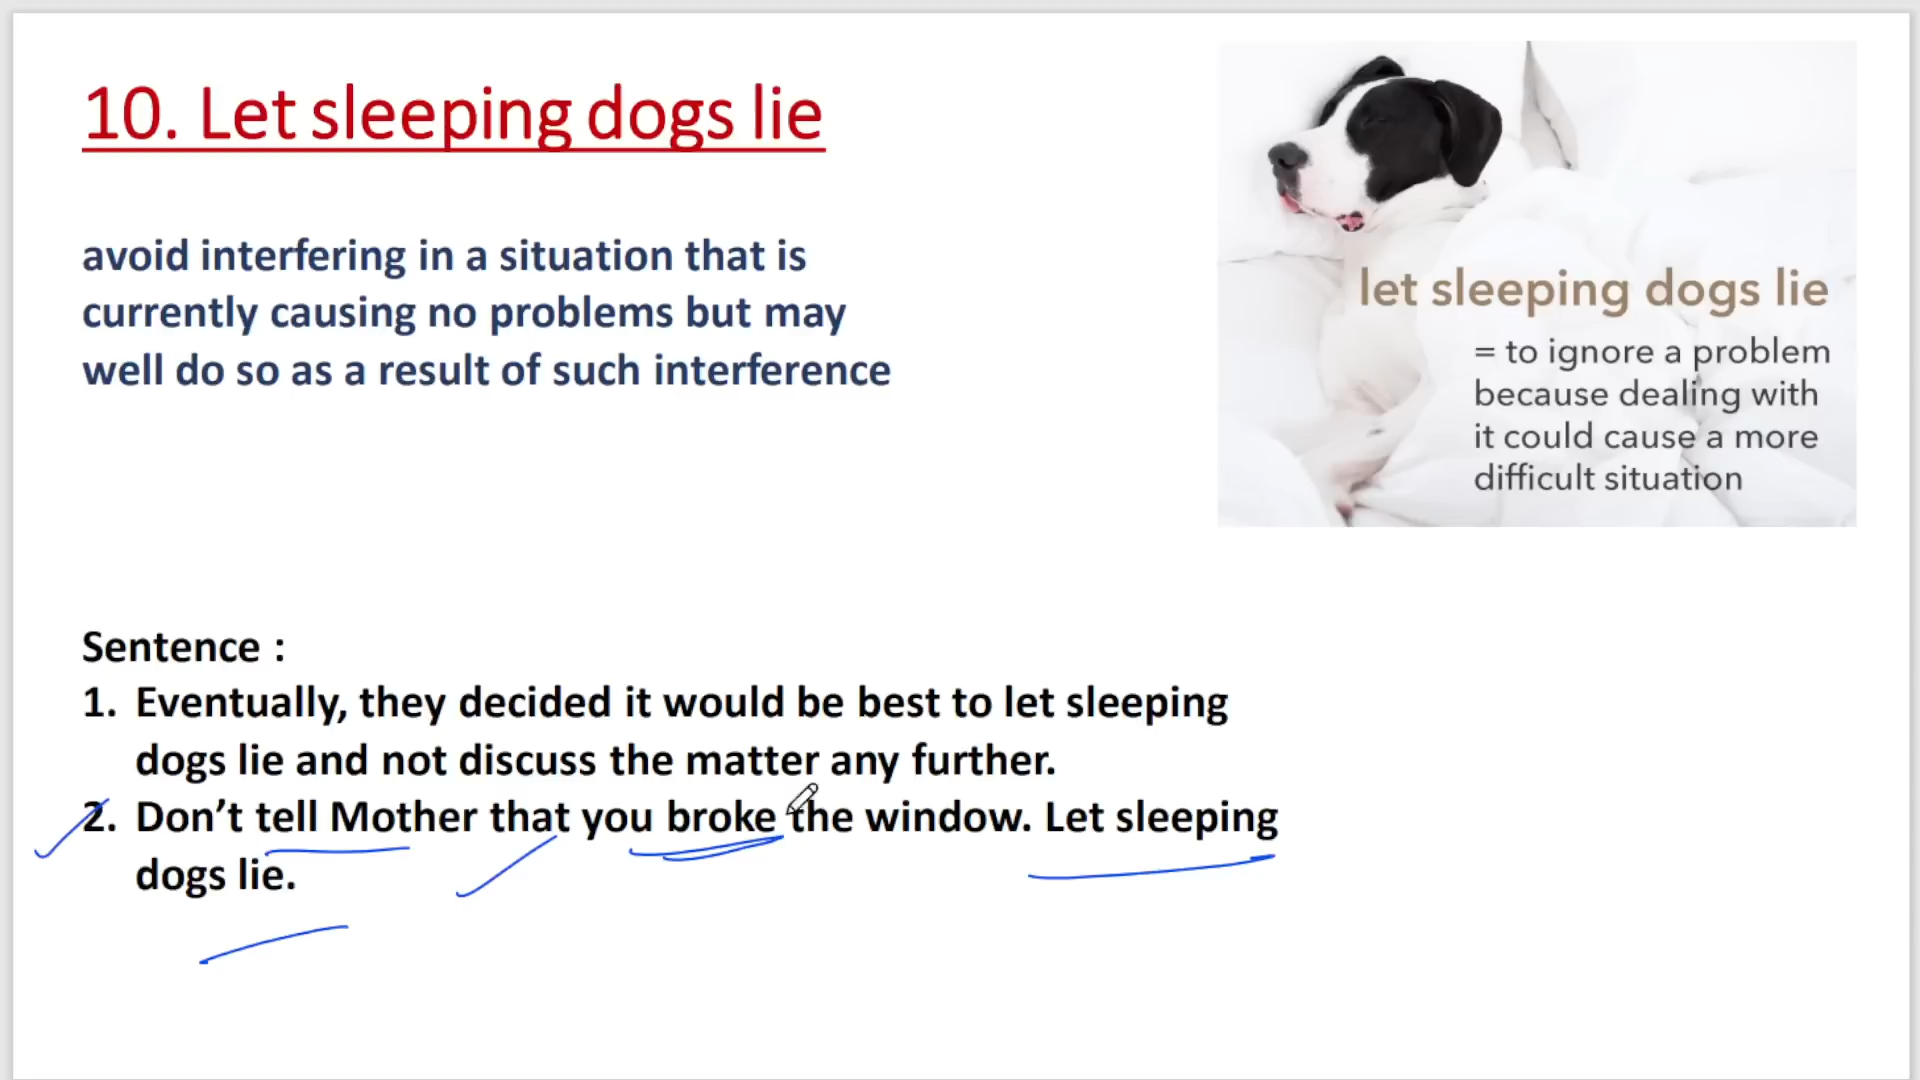 10. Let sleeping dogs lie
avoid interfering in a situation that is
currently causing no problems but may
well do so as a result of such interference
let sleeping dogs lie
= to ignore a problem
because dealing with
it could cause a more
difficult situation
Sentence :
1. Eventually, they decided it would be best to let sleeping
dogs lie and not discuss the matter any further.
2. Don’t tell Mother that you broke the window. Let sleeping
dogs lie.